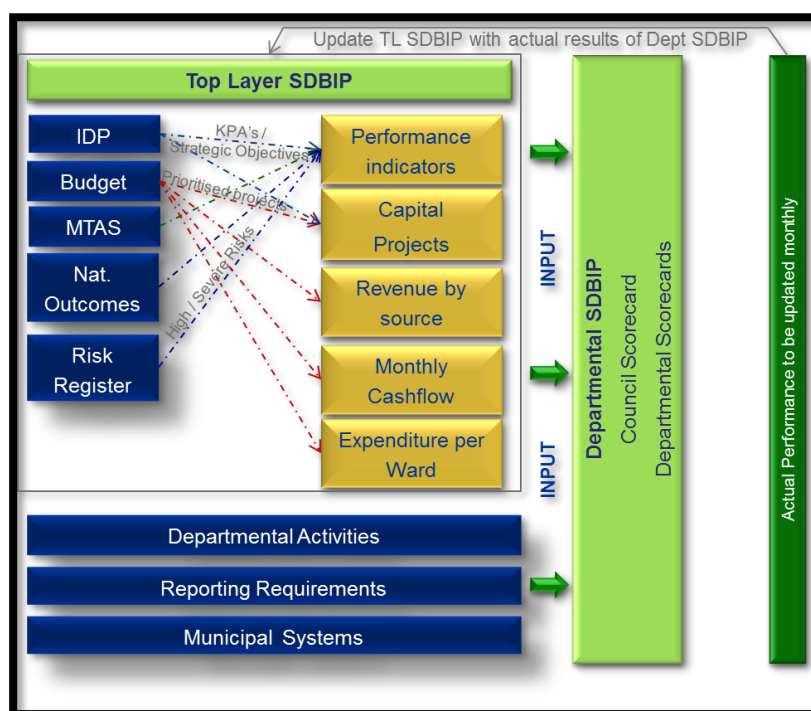 Update TL SDBIP with actual results of Dept SDBIP
Top Layer SDBIP
IDP
Budget
MTAS
Nat.
Outcomes
Risk
Register
KPA's /
Strategic Objectives
Prioritised projects
High / Severe Risks
Performance
indicators
Capital
Projects
Revenue by
source
Monthly
Cashflow
Expenditure per
Ward
INPUT
INPUT
Departmental SDBIP
Council Scorecard
Departmental Scorecards
Actual Performance to be updated monthly
Departmental Activities
Reporting Requirements
Municipal Systems